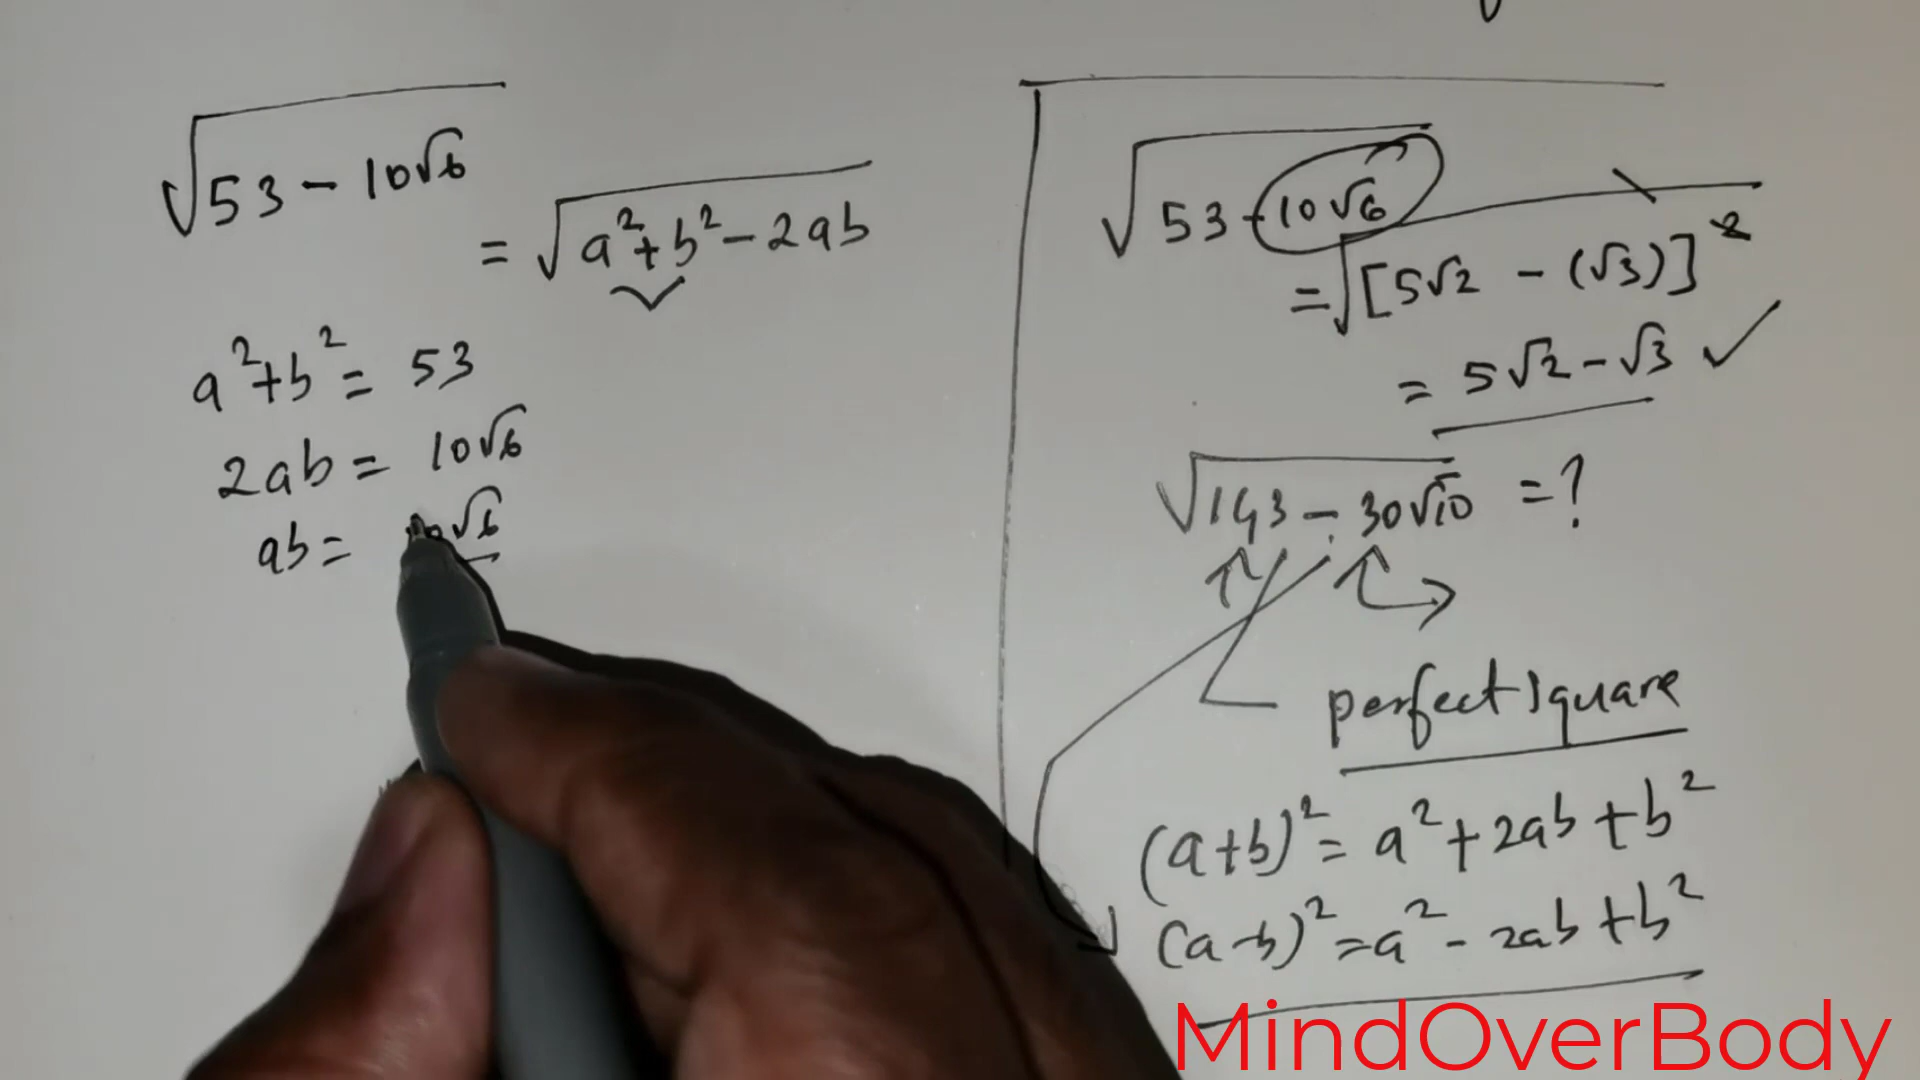 √53 - 10√6
= √a²+b²-2ab
a²+b² = 53
2ab = 10√6
ab =
√53 - 10√6
= √[5√2 - (√3)]²
= 5√2 - √3 ✓
√143 - 30√10 = ?
perfect square
(a+b)² = a²+2ab+b²
(a-b)² = a²-2ab+b²
MindOverBody